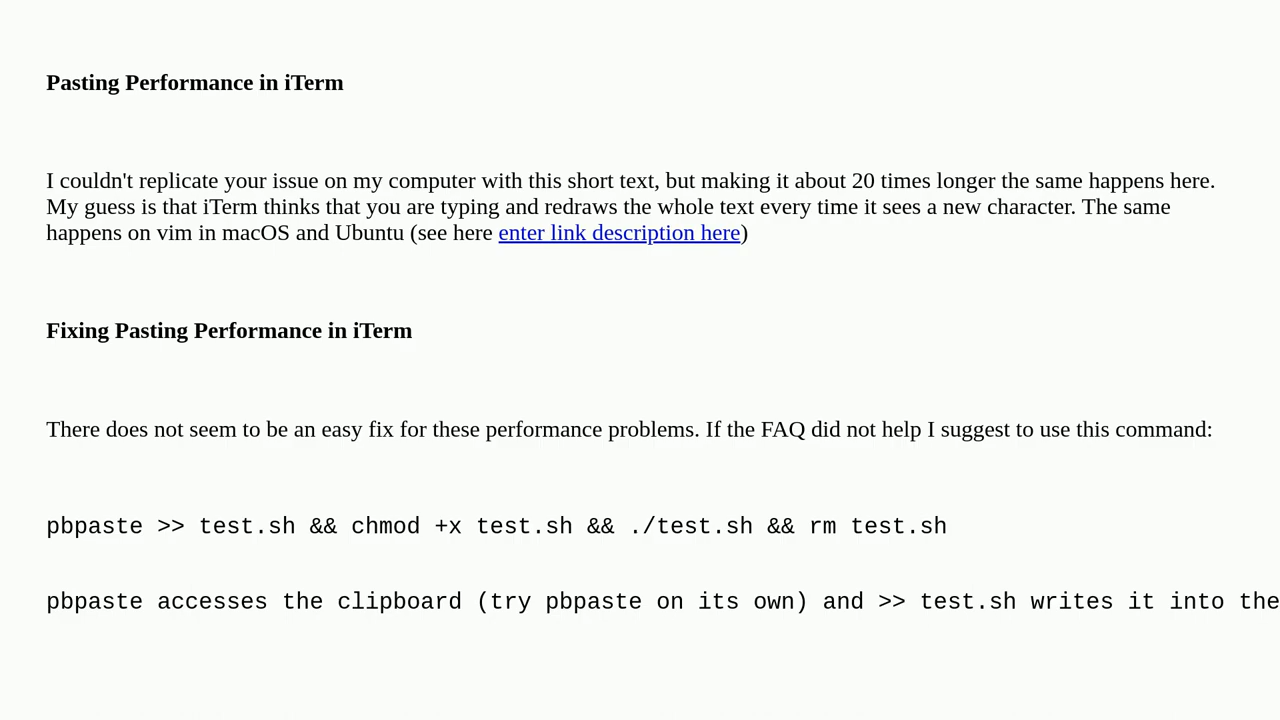 Pasting Performance in iTerm
I couldn't replicate your issue on my computer with this short text, but making it about 20 times longer the same happens here.
My guess is that iTerm thinks that you are typing and redraws the whole text every time it sees a new character. The same
happens on vim in macOS and Ubuntu (see here enter link description here)
Fixing Pasting Performance in iTerm
There does not seem to be an easy fix for these performance problems. If the FAQ did not help I suggest to use this command:
pbpaste >> test.sh && chmod +x test.sh && ./test.sh && rm test.sh
pbpaste accesses the clipboard (try pbpaste on its own) and >> test.sh writes it into the